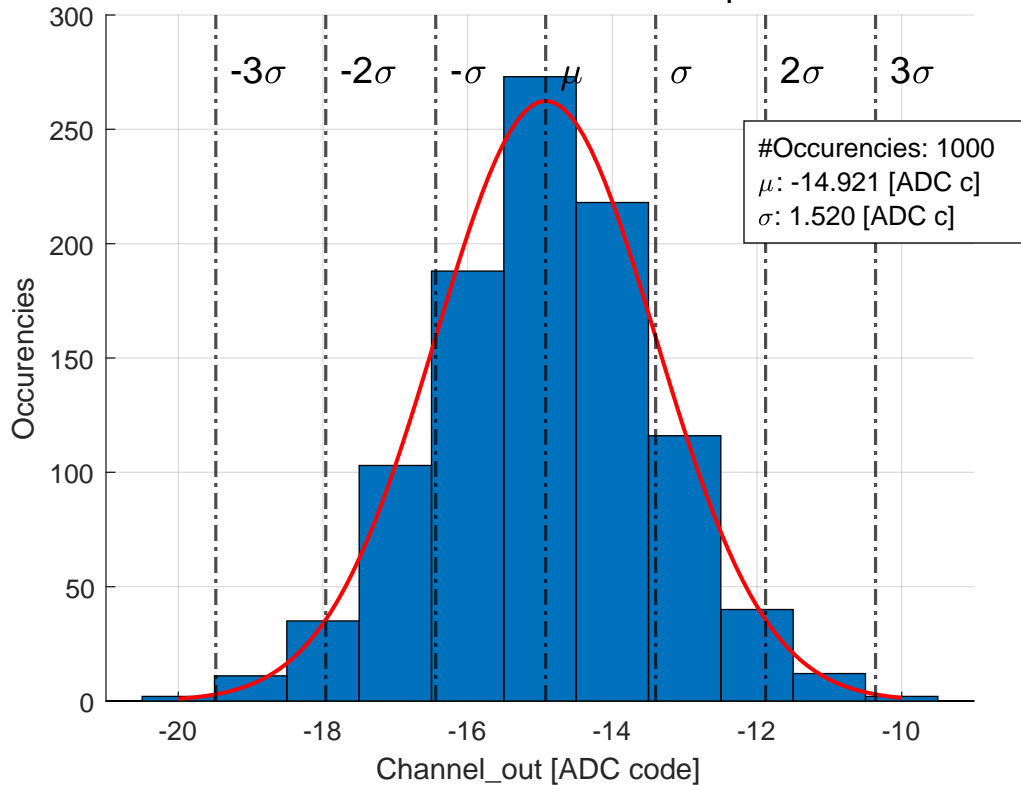 300
250
200
150
100
50
0
-3σ -2σ -σ μ σ 2σ 3σ
#Occurencies: 1000
μ: -14.921 [ADC c]
σ: 1.520 [ADC c]
Occurencies
-20 -18 -16 -14 -12 -10
Channel_out [ADC code]